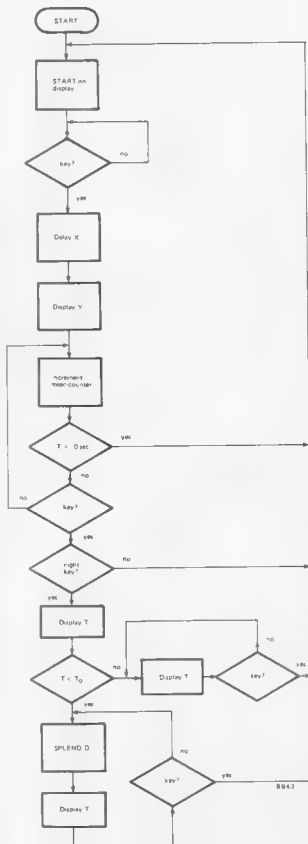 START
START on
display
no
key?
yes
Delay X
Display Y
increment
msec-counter
T >
sec
yes
no
no
key?
yes
right
key?
no
yes
Display T
no
T < T0
no
Display T
key?
yes
yes
no
SPLEND D
key?
yes
9943
Display T